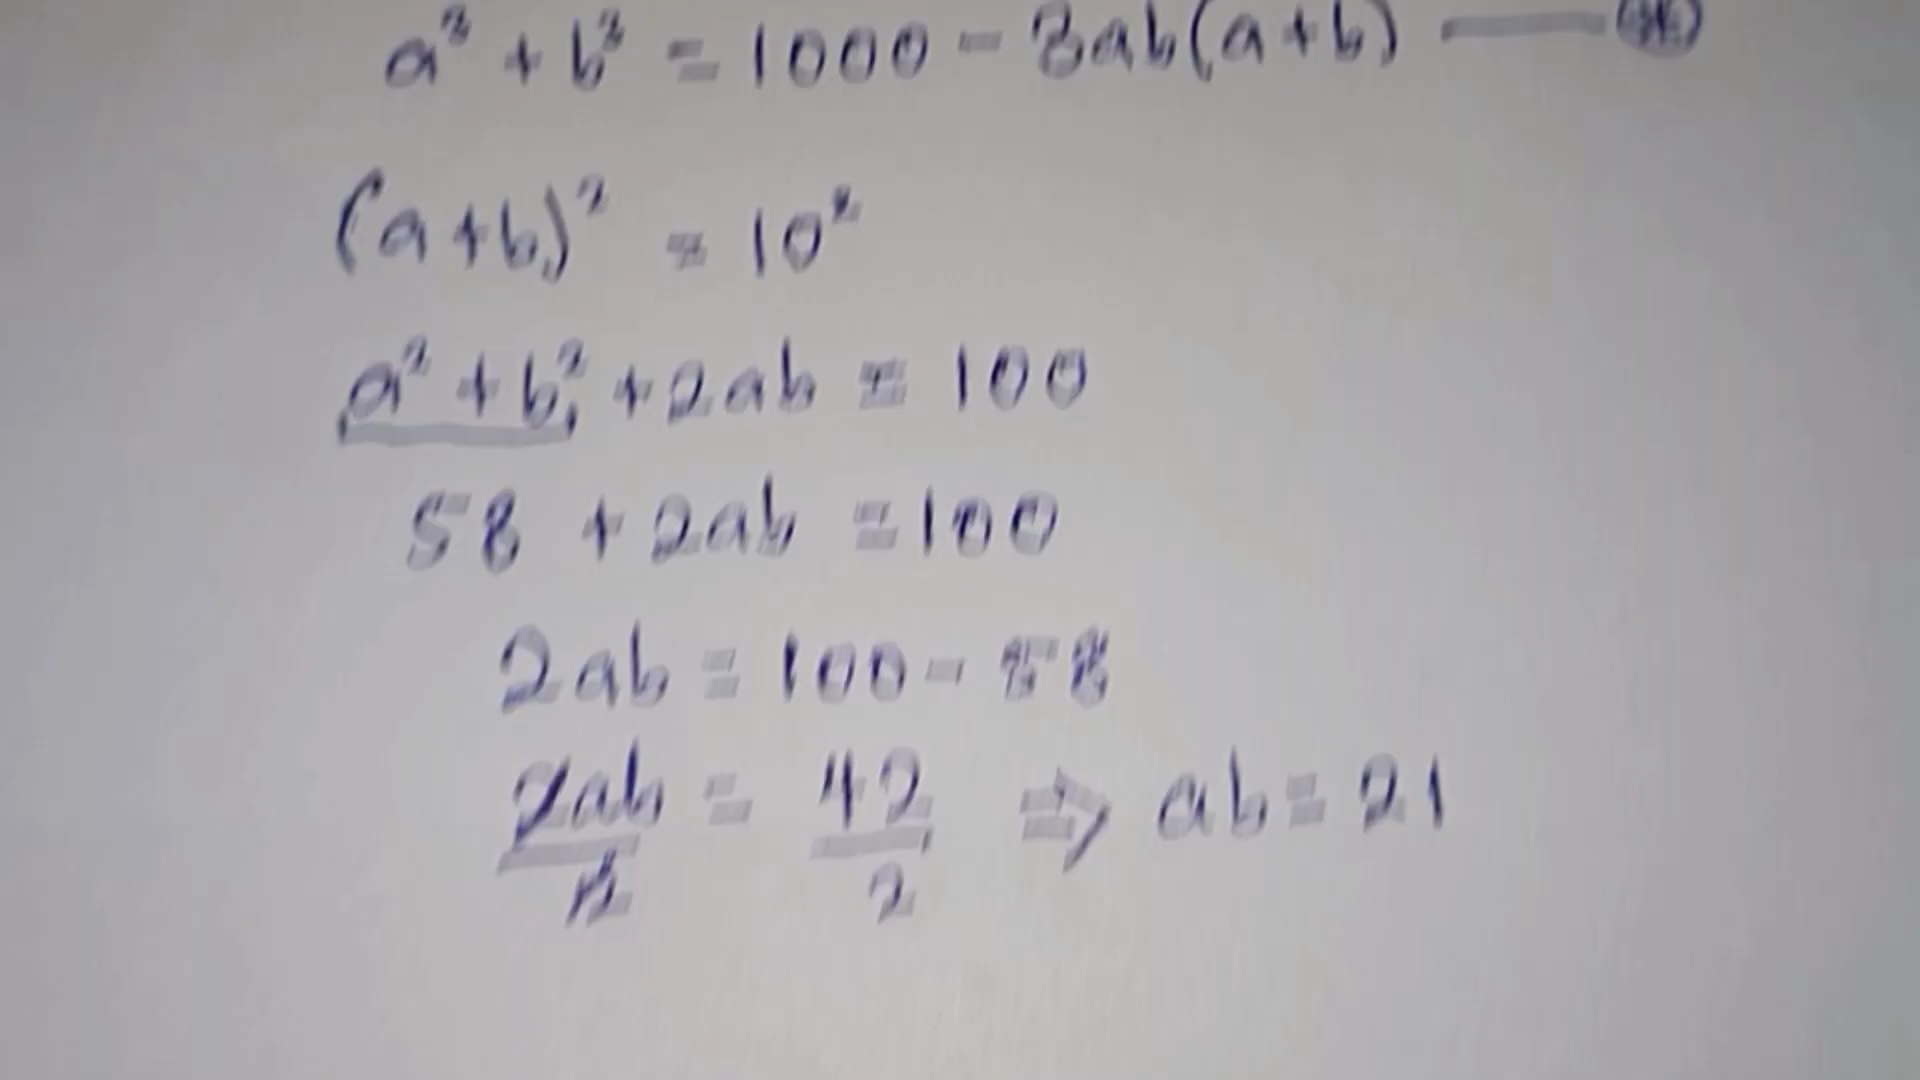 a³ + b³ = 1000 - 3ab(a+b) —
(a+b)² = 10²
a² + b² + 2ab = 100
58 + 2ab = 100
2ab = 100 - 58
2ab/2 = 42/2 ⇒ ab = 21